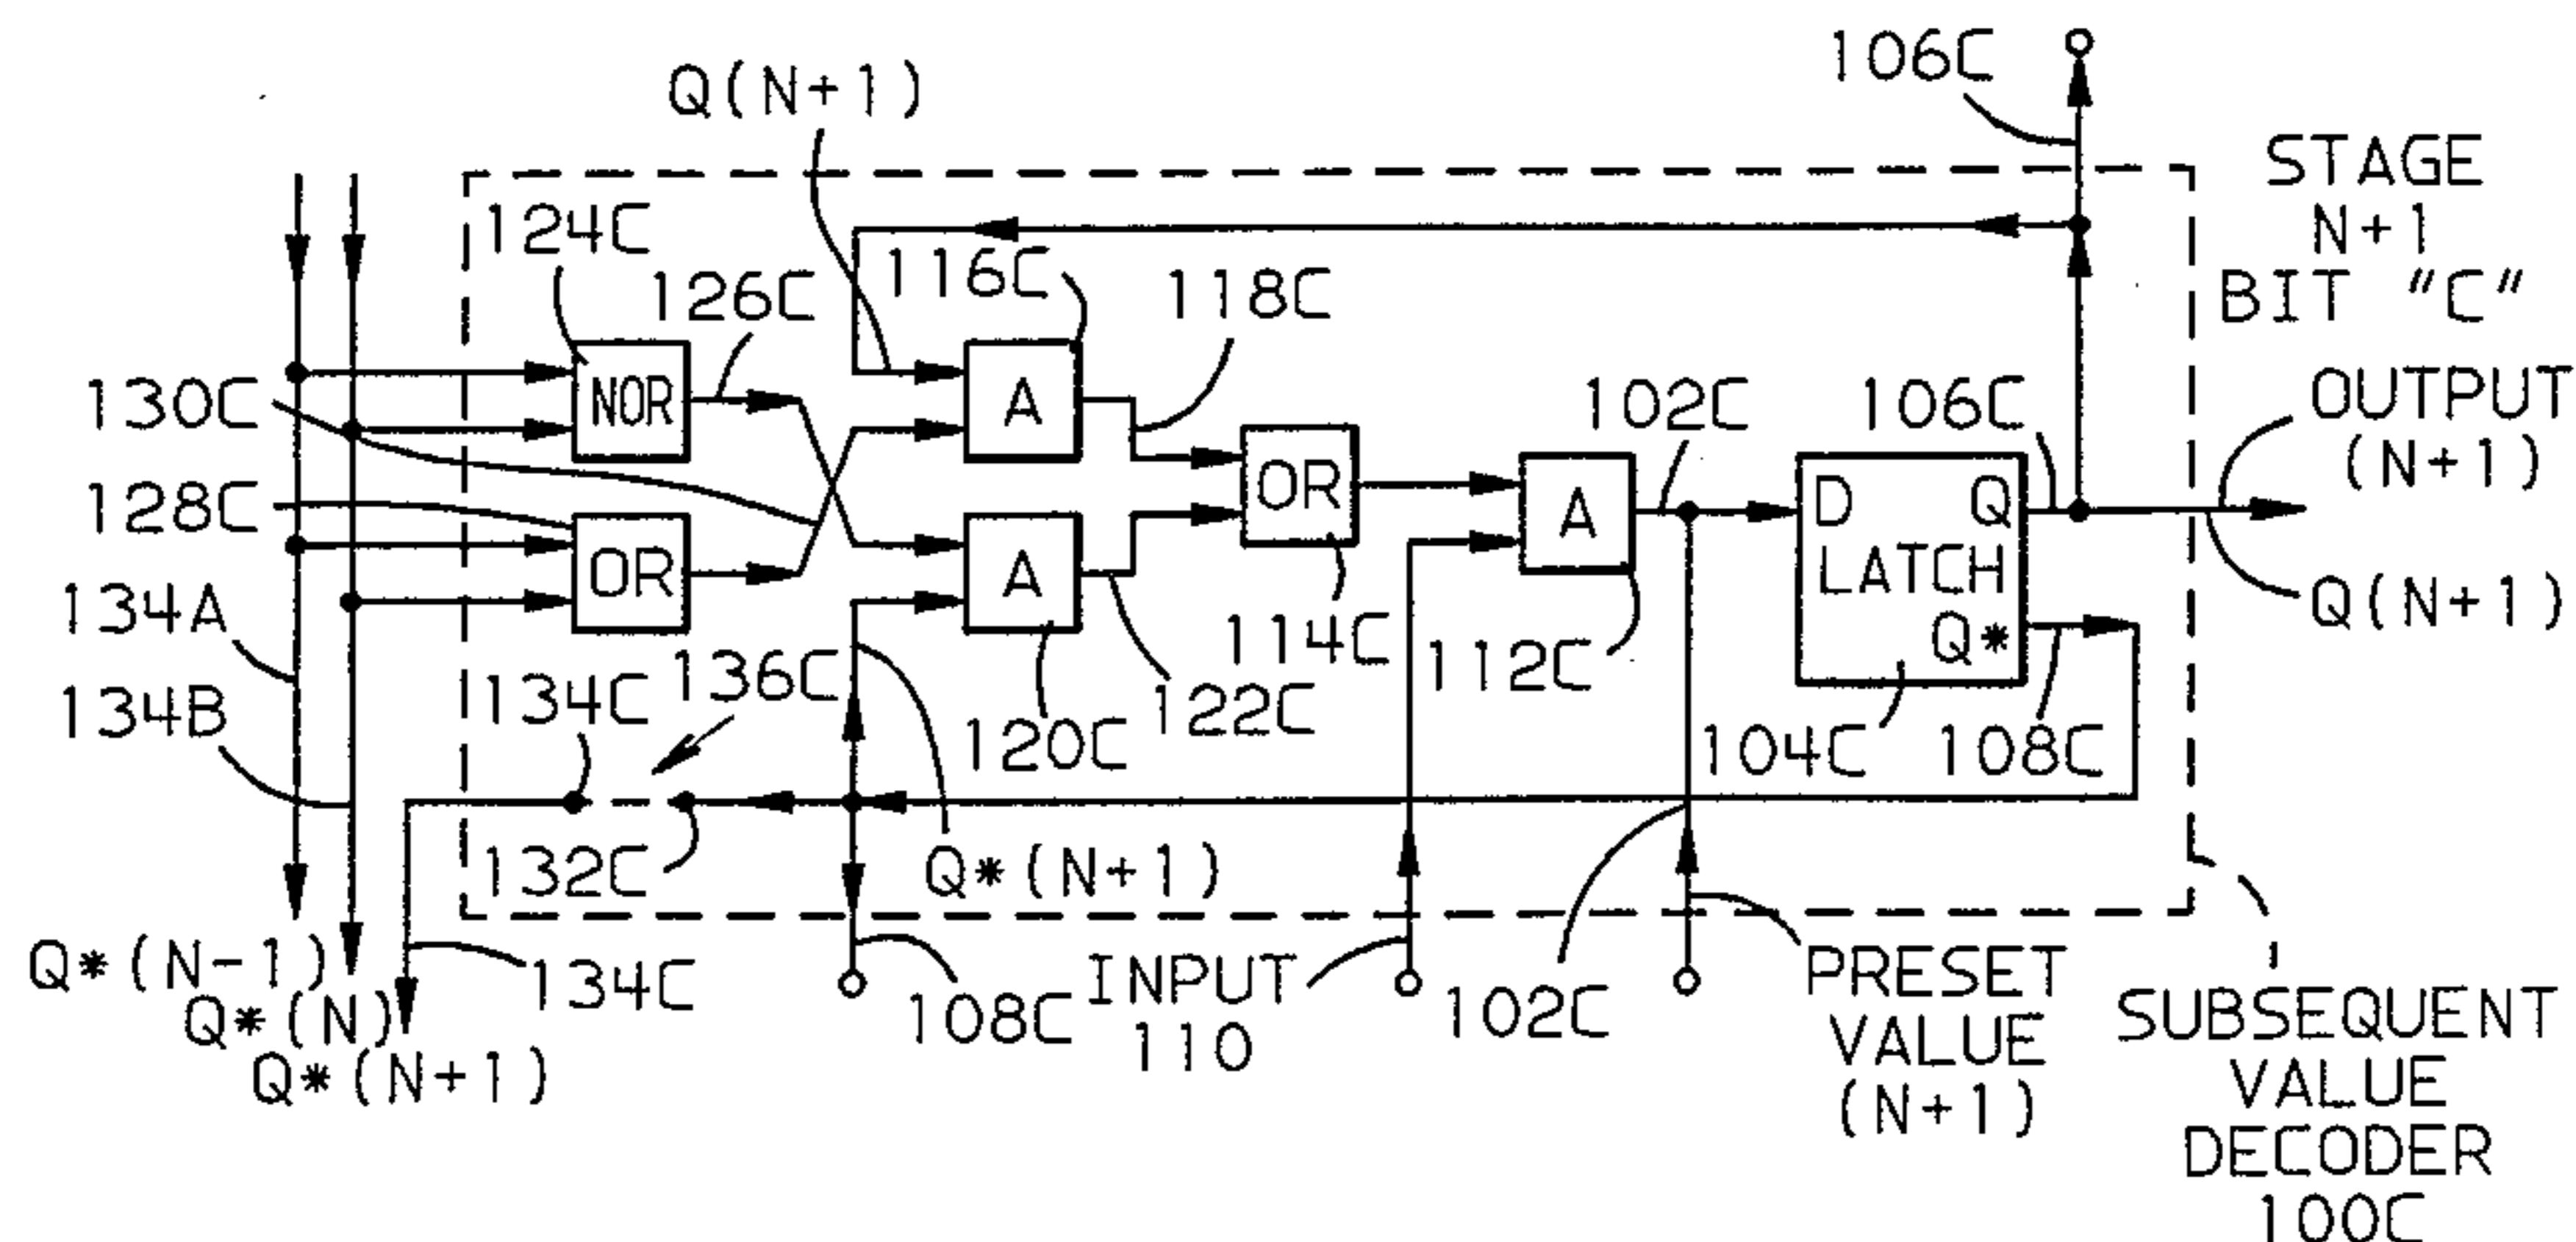 106C
Q(N+1)
STAGE
N+1
BIT "C"
124C
126C
116C
118C
130C
NOR
A
102C
106C
OUTPUT
(N+1)
128C
OR
A
OR
A
D Q
LATCH
Q*
134A
134B
134C
136C
120C
122C
114C
112C
104C
108C
Q(N+1)
132C
Q*(N+1)
Q*(N-1)
Q*(N)
Q*(N+1)
134C
108C
INPUT
110
102C
PRESET
VALUE
(N+1)
SUBSEQUENT
VALUE
DECODER
100C